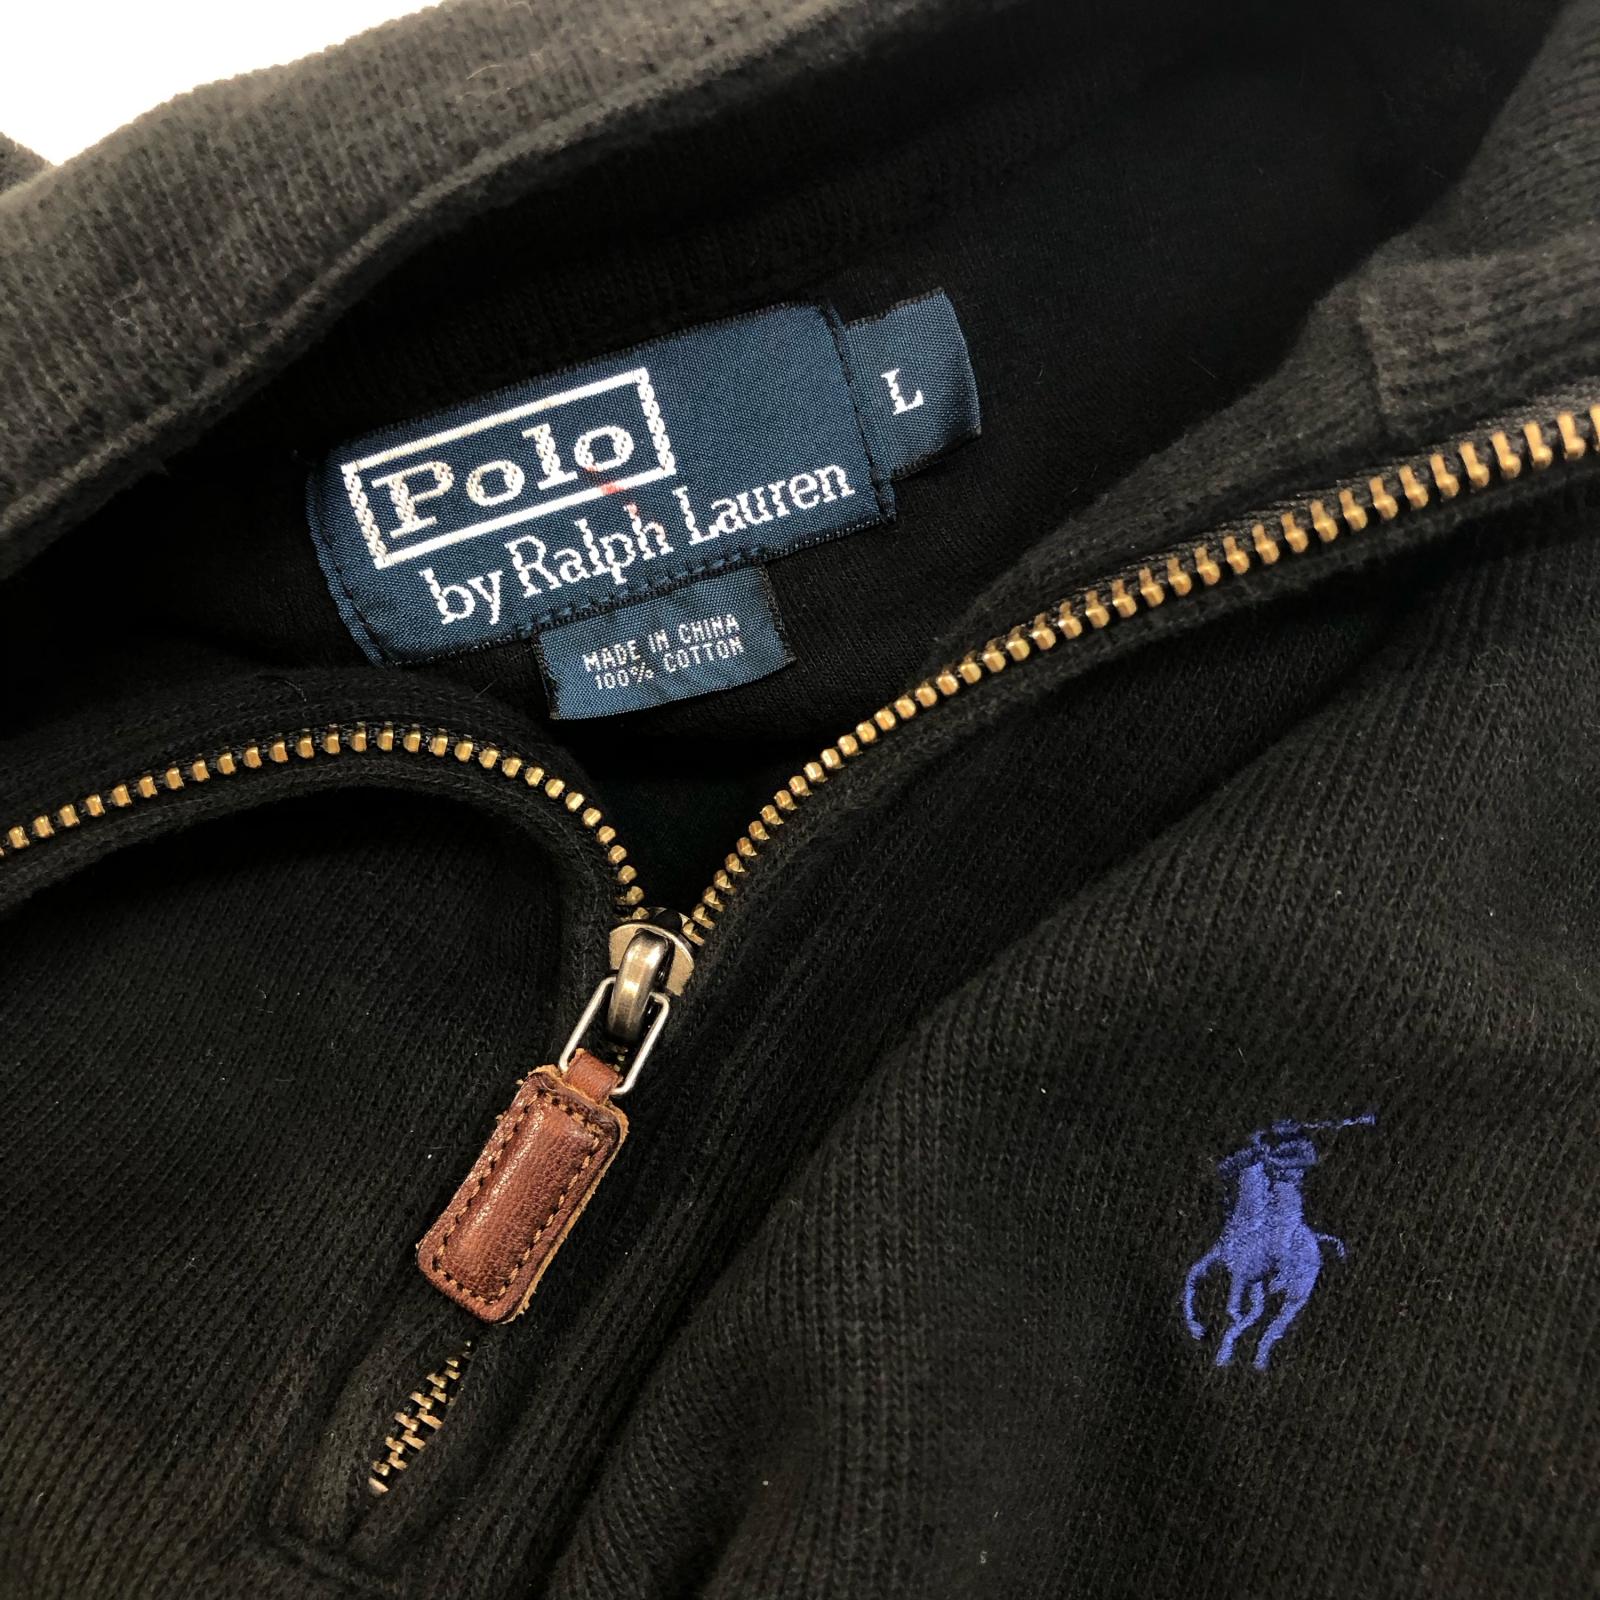 Polo
by Ralph Lauren
L
MADE IN CHINA
100% COTTON